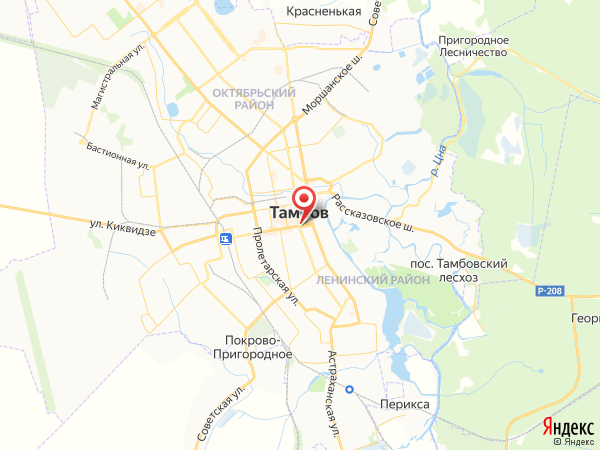 Красненькая
Сове
Пригородное
Лесничество
Магистральная ул.
ОКТЯБРЬСКИЙ
РАЙОН
Моршанское ш.
Бастионная ул.
р. Цна
ул. Киквидзе
Тамбов
Рассказовское ш.
Пролетарская ул.
ЛЕНИНСКИЙ РАЙОН
пос. Тамбовский
лесхоз
Р-208
Георг
Покрово-
Пригородное
Астраханская ул.
Советская ул.
Перикса
Яндекс
© Яндекс